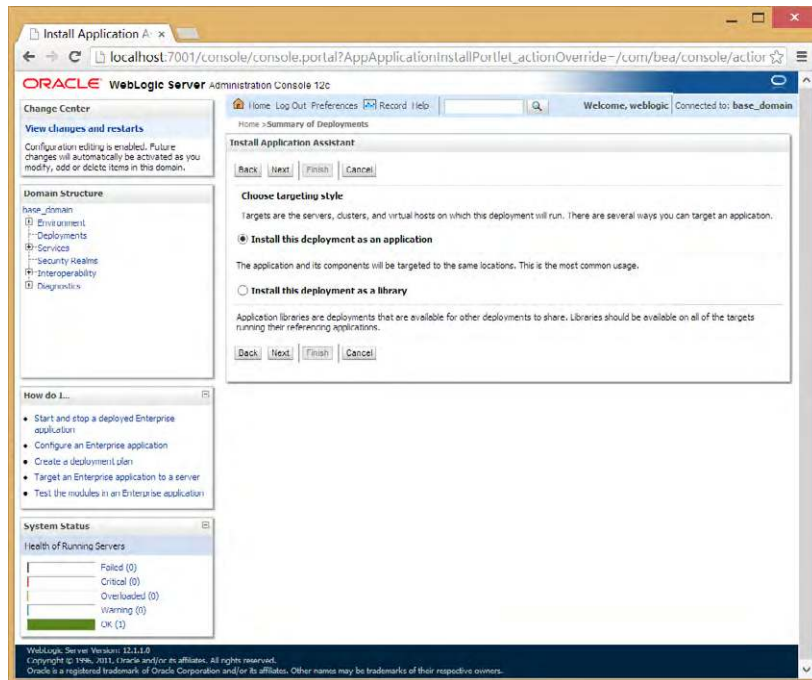 Install Application A
localhost:7001/console/console.portal?AppApplicationInstallPortlet_actionOverride=/com/bea/console/action
ORACLE WebLogic Server Administration Console 12c
Change Center
View changes and restarts
Configuration editing is enabled. Future
changes will automatically be activated as you
modify, add or delete items in this domain.
Domain Structure
base_domain
Environment
Deployments
Services
Security Realms
Interoperability
Diagnostics
How do I...
Start and stop a deployed Enterprise
application
Configure an Enterprise application
Create a deployment plan
Target an Enterprise application to a server
Test the modules in an Enterprise application
System Status
Health of Running Servers
Failed (0)
Critical (0)
Overloaded (0)
Warning (0)
OK (1)
Home Log Out Preferences Record Help
Welcome, weblogic Connected to: base_domain
Home >Summary of Deployments
Install Application Assistant
Back Next Finish Cancel
Choose targeting style
Targets are the servers, clusters, and virtual hosts on which this deployment will run. There are several ways you can target an application.
Install this deployment as an application
The application and its components will be targeted to the same locations. This is the most common usage.
Install this deployment as a library
Application libraries are deployments that are available for other deployments to share. Libraries should be available on all of the targets
running their referencing applications.
Back Next Finish Cancel
WebLogic Server Version: 12.1.1.0
Copyright © 1996, 2011, Oracle and/or its affiliates. All rights reserved.
Oracle is a registered trademark of Oracle Corporation and/or its affiliates. Other names may be trademarks of their respective owners.